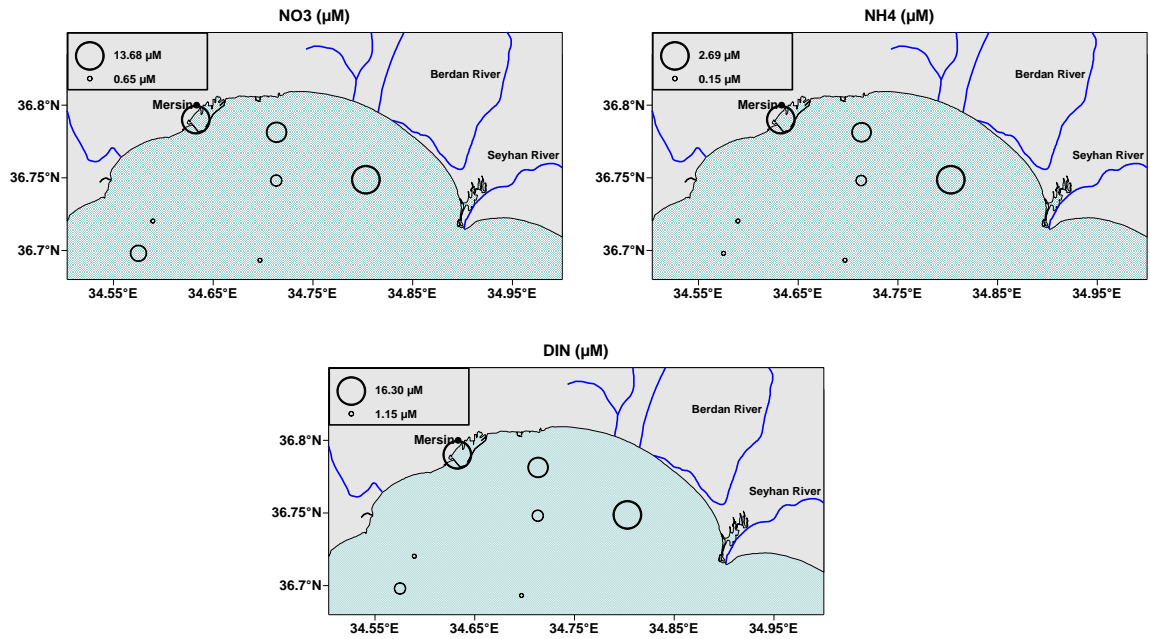 NO3 (µM)
13.68 µM
0.65 µM
Berdan River
Mersin
Seyhan River
36.8°N
36.75°N
36.7°N
34.55°E 34.65°E 34.75°E 34.85°E 34.95°E
NH4 (µM)
2.69 µM
0.15 µM
Berdan River
Mersin
Seyhan River
36.8°N
36.75°N
36.7°N
34.55°E 34.65°E 34.75°E 34.85°E 34.95°E
DIN (µM)
16.30 µM
1.15 µM
Berdan River
Mersin
Seyhan River
36.8°N
36.75°N
36.7°N
34.55°E 34.65°E 34.75°E 34.85°E 34.95°E